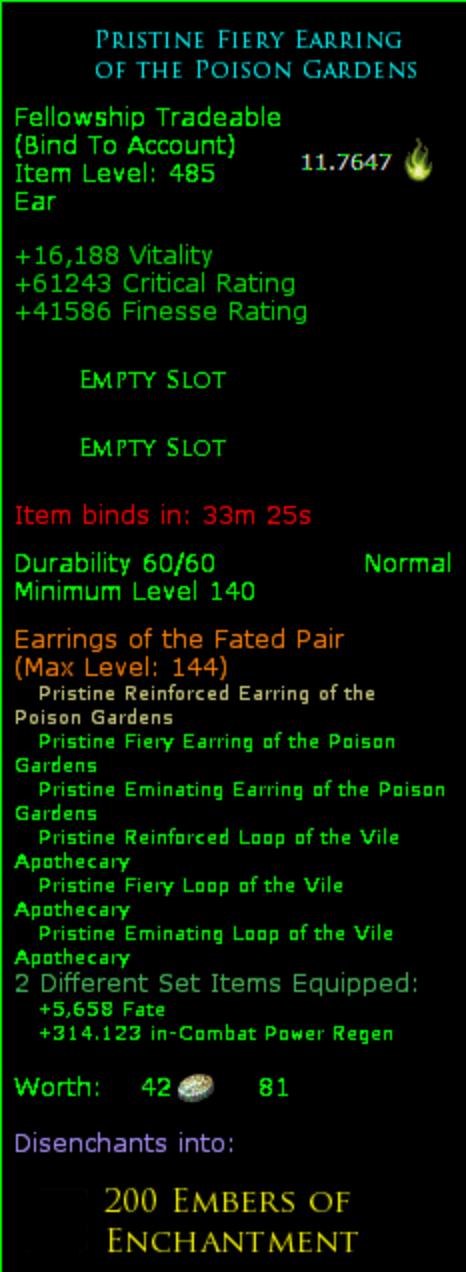 Pristine Fiery Earring
of the Poison Gardens
Fellowship Tradeable
(Bind To Account)
11.7647
Item Level: 485
Ear
+16,188 Vitality
+61243 Critical Rating
+41586 Finesse Rating
Empty Slot
Empty Slot
Item binds in: 33m 25s
Durability 60/60 Normal
Minimum Level 140
Earrings of the Fated Pair
(Max Level: 144)
Pristine Reinforced Earring of the
Poison Gardens
Pristine Fiery Earring of the Poison
Gardens
Pristine Eminating Earring of the Poison
Gardens
Pristine Reinforced Loop of the Vile
Apothecary
Pristine Fiery Loop of the Vile
Apothecary
Pristine Eminating Loop of the Vile
Apothecary
2 Different Set Items Equipped:
+5,658 Fate
+314.123 in-Combat Power Regen
Worth: 42 81
Disenchants into:
200 Embers of
Enchantment